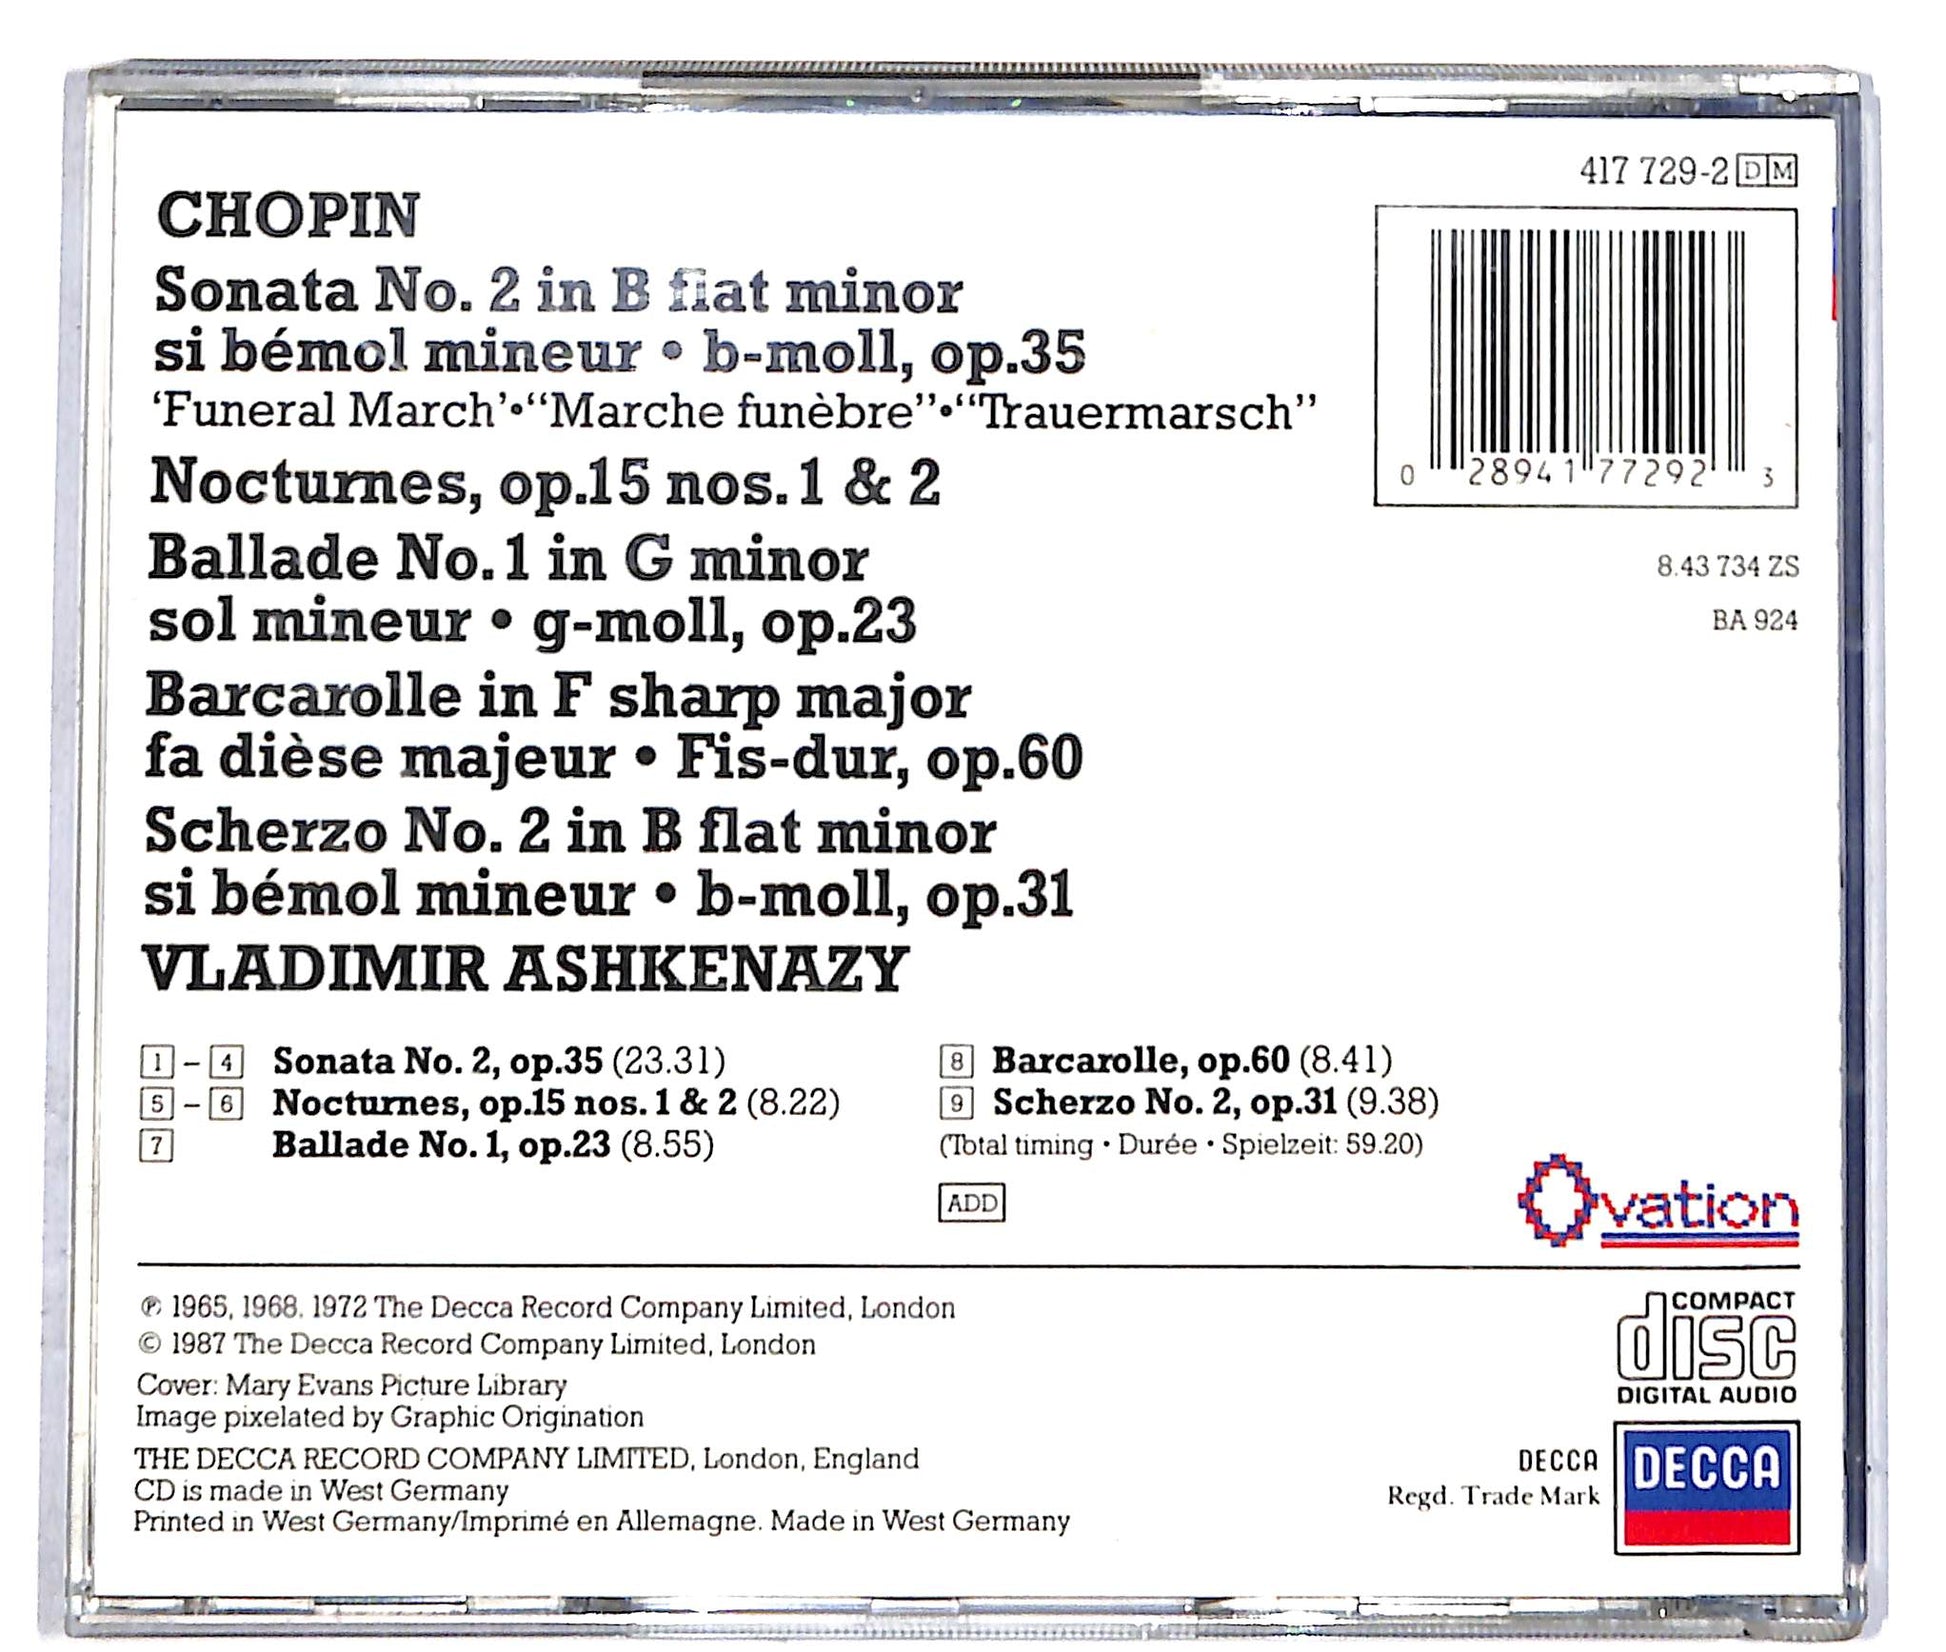 417 729-2 DM
CHOPIN
Sonata No. 2 in B flat minor
si bémol mineur • b-moll, op.35
‘Funeral March’•“Marche funèbre”•“Trauermarsch”
Nocturnes, op.15 nos. 1 & 2
Ballade No. 1 in G minor
sol mineur • g-moll, op.23
Barcarolle in F sharp major
fa dièse majeur • Fis-dur, op.60
Scherzo No. 2 in B flat minor
si bémol mineur • b-moll, op.31
VLADIMIR ASHKENAZY
0 28941 77292 3
8.43 734 ZS
BA 924
1 – 4 Sonata No. 2, op.35 (23.31)
5 – 6 Nocturnes, op.15 nos. 1 & 2 (8.22)
7 Ballade No. 1, op.23 (8.55)
8 Barcarolle, op.60 (8.41)
9 Scherzo No. 2, op.31 (9.38)
(Total timing • Durée • Spielzeit: 59.20)
ADD
Ovation
℗ 1965, 1968, 1972 The Decca Record Company Limited, London
© 1987 The Decca Record Company Limited, London
Cover: Mary Evans Picture Library
Image pixelated by Graphic Origination
THE DECCA RECORD COMPANY LIMITED, London, England
CD is made in West Germany
Printed in West Germany/Imprimé en Allemagne. Made in West Germany
COMPACT
disc
DIGITAL AUDIO
DECCA
Regd. Trade Mark
DECCA